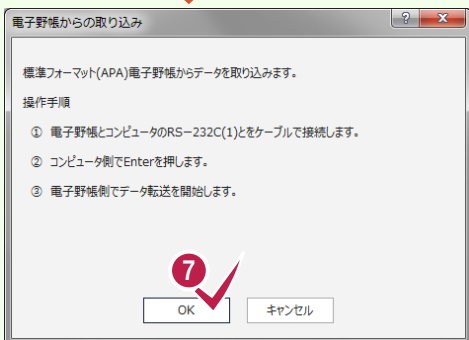 電子野帳からの取り込み
標準フォーマット(APA)電子野帳からデータを取り込みます。
操作手順
① 電子野帳とコンピュータのRS-232C(1)とをケーブルで接続します。
② コンピュータ側でEnterを押します。
③ 電子野帳側でデータ転送を開始します。
7
OK キャンセル